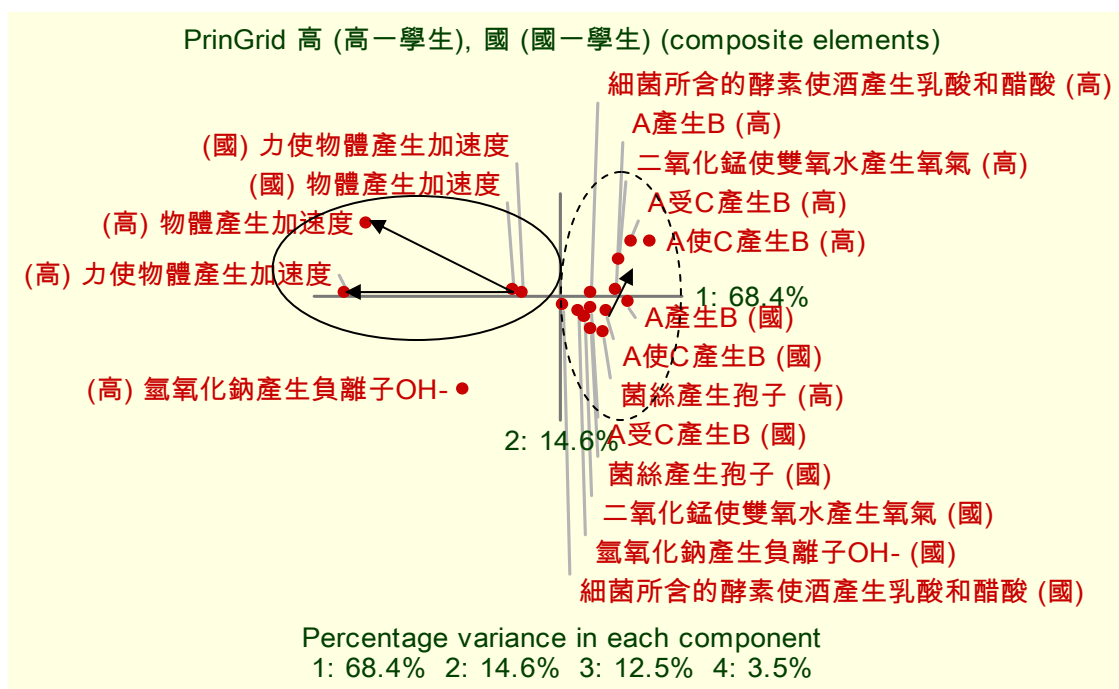 PrinGrid 高 (高一學生), 國 (國一學生) (composite elements)
細菌所含的酵素使酒產生乳酸和醋酸 (高)
A產生B (高)
(國) 力使物體產生加速度
二氧化錳使雙氧水產生氧氣 (高)
(國) 物體產生加速度
A受C產生B (高)
(高) 物體產生加速度
A使C產生B (高)
(高) 力使物體產生加速度
1: 68.4%
A產生B (國)
A使C產生B (國)
(高) 氫氧化鈉產生負離子OH-
菌絲產生孢子 (高)
2: 14.6%
A受C產生B (國)
菌絲產生孢子 (國)
二氧化錳使雙氧水產生氧氣 (國)
氫氧化鈉產生負離子OH- (國)
細菌所含的酵素使酒產生乳酸和醋酸 (國)
Percentage variance in each component
1: 68.4% 2: 14.6% 3: 12.5% 4: 3.5%